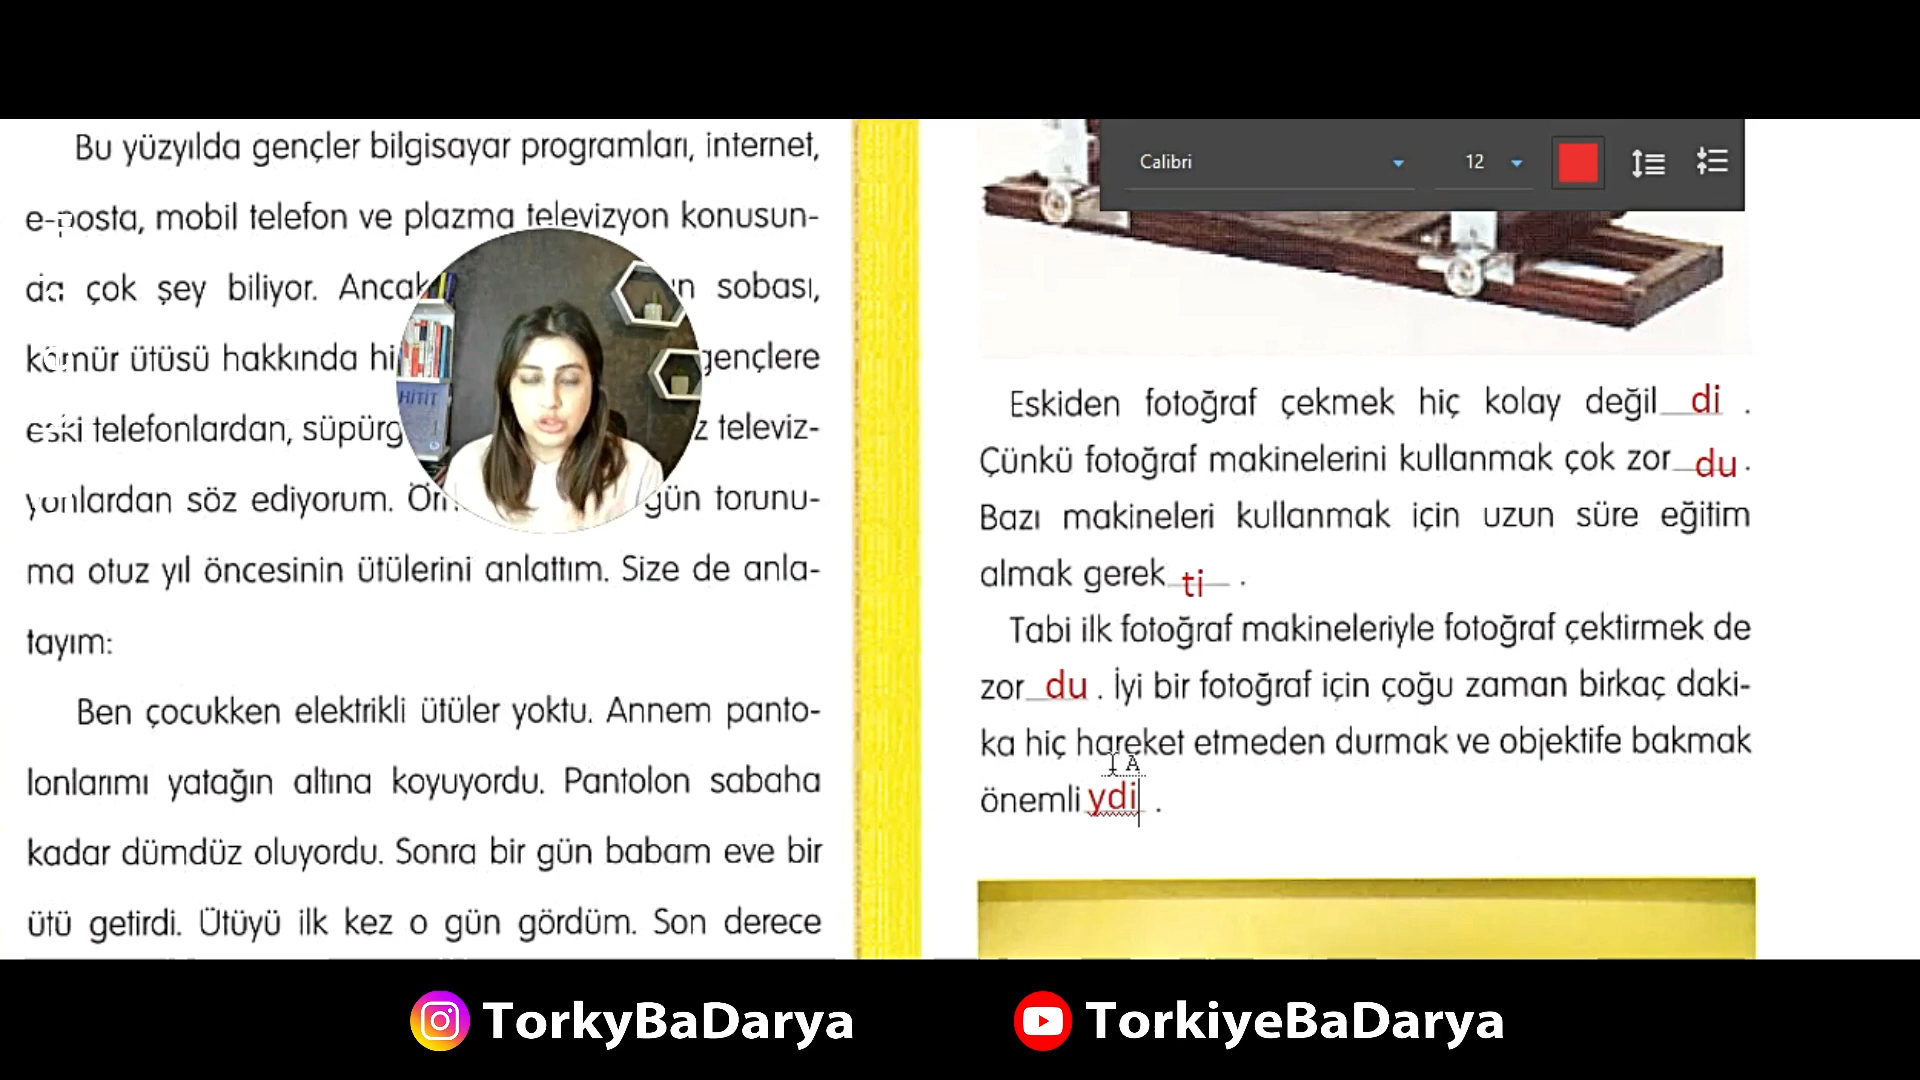 Bu yüzyılda gençler bilgisayar programları, internet,
e-posta, mobil telefon ve plazma televizyon konusun-
da çok şey biliyor. Ancak sobası,
kömür ütüsü hakkında gençlere
eski telefonlardan, televiz-
yonlardan söz ediyorum. gün torunu-
ma otuz yıl öncesinin ütülerini anlattım. Size de anla-
tayım:
Ben çocukken elektrikli ütüler yoktu. Annem panto-
lonlarımı yatağın altına koyuyordu. Pantolon sabaha
kadar dümdüz oluyordu. Sonra bir gün babam eve bir
ütü getirdi. Ütüyü ilk kez o gün gördüm. Son derece
HITIT
Calibri 12
Eskiden fotoğraf çekmek hiç kolay değil di .
Çünkü fotoğraf makinelerini kullanmak çok zor du .
Bazı makineleri kullanmak için uzun süre eğitim
almak gerek ti .
Tabi ilk fotoğraf makineleriyle fotoğraf çektirmek de
zor du . İyi bir fotoğraf için çoğu zaman birkaç daki-
ka hiç hareket etmeden durmak ve objektife bakmak
önemli ydi .
TorkyBaDarya
TorkiyeBaDarya